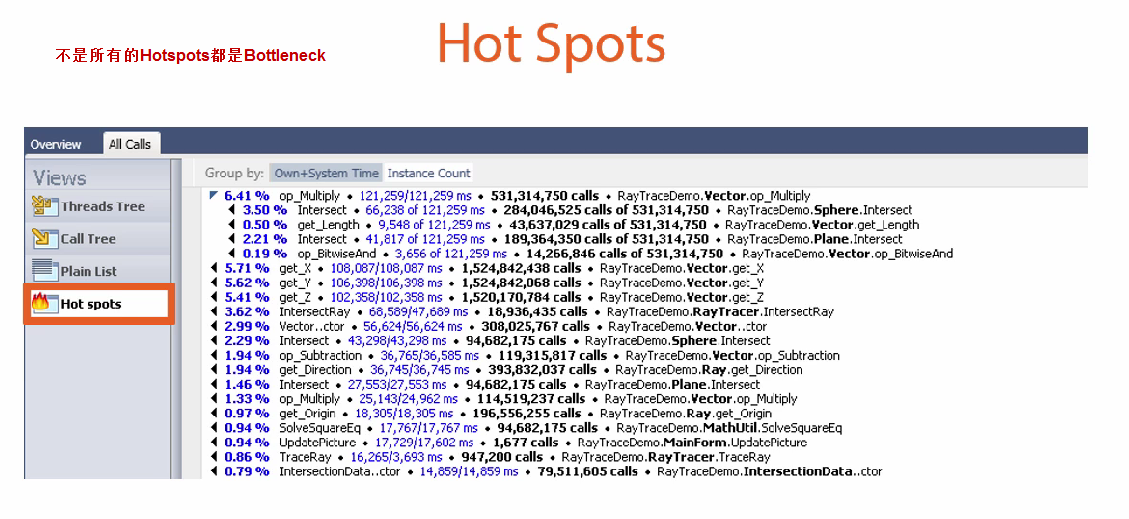 Hot Spots
不是所有的Hotspots都是Bottleneck
Overview
All Calls
Views
Threads Tree
Call Tree
Plain List
Hot spots
Group by: Own+System Time Instance Count
6.41 % op_Multiply • 121,259/121,259 ms • 531,314,750 calls • RayTraceDemo.Vector.op_Multiply
3.50 % Intersect • 66,238 of 121,259 ms • 284,046,525 calls of 531,314,750 • RayTraceDemo.Sphere.Intersect
0.50 % get_Length • 9,548 of 121,259 ms • 43,637,029 calls of 531,314,750 • RayTraceDemo.Vector.get_Length
2.21 % Intersect • 41,817 of 121,259 ms • 189,364,350 calls of 531,314,750 • RayTraceDemo.Plane.Intersect
0.19 % op_BitwiseAnd • 3,656 of 121,259 ms • 14,266,846 calls of 531,314,750 • RayTraceDemo.Vector.op_BitwiseAnd
5.71 % get_X • 108,087/108,087 ms • 1,524,842,438 calls • RayTraceDemo.Vector.get_X
5.62 % get_Y • 106,398/106,398 ms • 1,524,842,068 calls • RayTraceDemo.Vector.get_Y
5.41 % get_Z • 102,358/102,358 ms • 1,520,170,784 calls • RayTraceDemo.Vector.get_Z
3.62 % IntersectRay • 68,589/47,689 ms • 18,936,435 calls • RayTraceDemo.RayTracer.IntersectRay
2.99 % Vector..ctor • 56,624/56,624 ms • 308,025,767 calls • RayTraceDemo.Vector..ctor
2.29 % Intersect • 43,298/43,298 ms • 94,682,175 calls • RayTraceDemo.Sphere.Intersect
1.94 % op_Subtraction • 36,765/36,585 ms • 119,315,817 calls • RayTraceDemo.Vector.op_Subtraction
1.94 % get_Direction • 36,745/36,745 ms • 393,832,037 calls • RayTraceDemo.Ray.get_Direction
1.46 % Intersect • 27,553/27,553 ms • 94,682,175 calls • RayTraceDemo.Plane.Intersect
1.33 % op_Multiply • 25,143/24,962 ms • 114,519,237 calls • RayTraceDemo.Vector.op_Multiply
0.97 % get_Origin • 18,305/18,305 ms • 196,556,255 calls • RayTraceDemo.Ray.get_Origin
0.94 % SolveSquareEq • 17,767/17,767 ms • 94,682,175 calls • RayTraceDemo.MathUtil.SolveSquareEq
0.94 % UpdatePicture • 17,729/17,602 ms • 1,677 calls • RayTraceDemo.MainForm.UpdatePicture
0.86 % TraceRay • 16,265/3,693 ms • 947,200 calls • RayTraceDemo.RayTracer.TraceRay
0.79 % IntersectionData..ctor • 14,859/14,859 ms • 79,511,605 calls • RayTraceDemo.IntersectionData..ctor